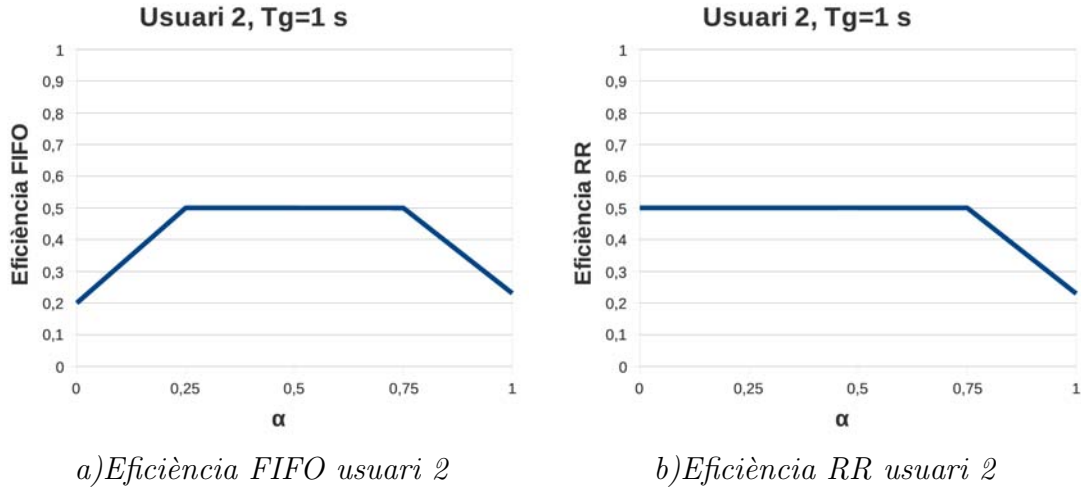 Usuari 2, Tg=1 s
Eficiència FIFO
1
0,9
0,8
0,7
0,6
0,5
0,4
0,3
0,2
0,1
0
0 0,25 0,5 0,75 1
α
a)Eficiència FIFO usuari 2
Usuari 2, Tg=1 s
Eficiència RR
1
0,9
0,8
0,7
0,6
0,5
0,4
0,3
0,2
0,1
0
0 0,25 0,5 0,75 1
α
b)Eficiència RR usuari 2